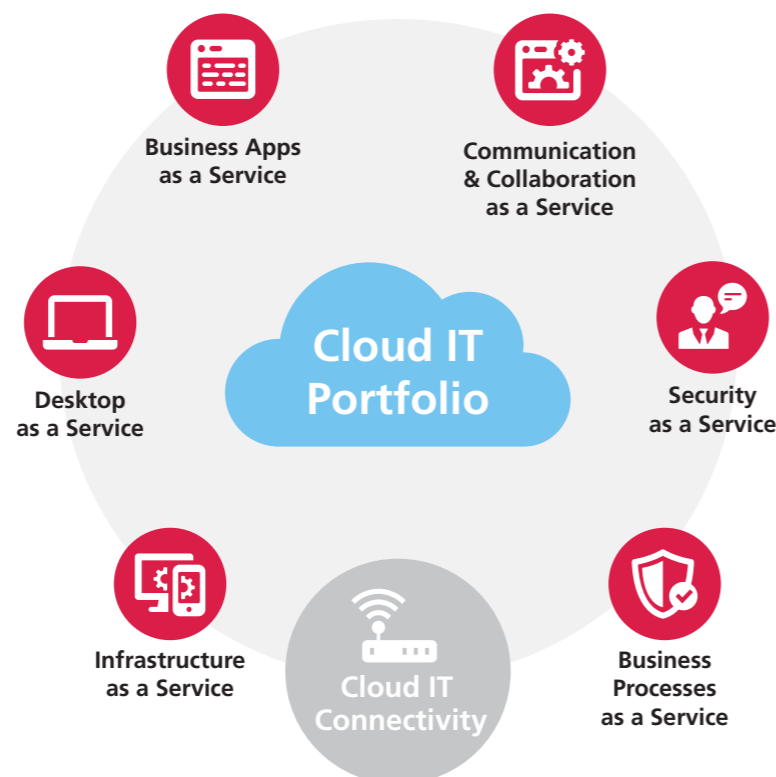 Business Apps
as a Service
Communication
& Collaboration
as a Service
Cloud IT
Portfolio
Desktop
as a Service
Security
as a Service
Infrastructure
as a Service
Cloud IT
Connectivity
Business
Processes
as a Service